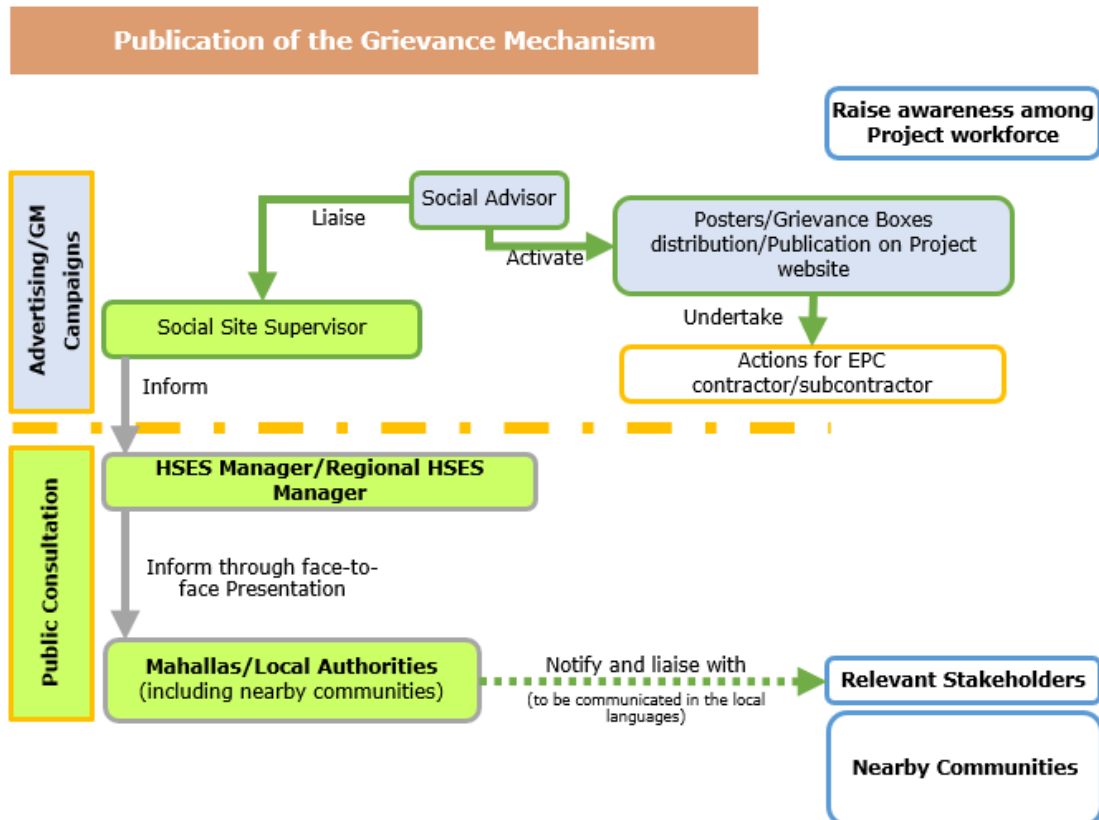 Publication of the Grievance Mechanism
Raise awareness among
Project workforce
Advertising/GM
Campaigns
Social Advisor
Liaise
Activate
Posters/Grievance Boxes
distribution/Publication on Project
website
Social Site Supervisor
Undertake
Actions for EPC
contractor/subcontractor
Inform
Public Consultation
HSES Manager/Regional HSES
Manager
Inform through face-to-
face Presentation
Mahallas/Local Authorities
(including nearby communities)
Notify and liaise with
(to be communicated in the local
languages)
Relevant Stakeholders
Nearby Communities